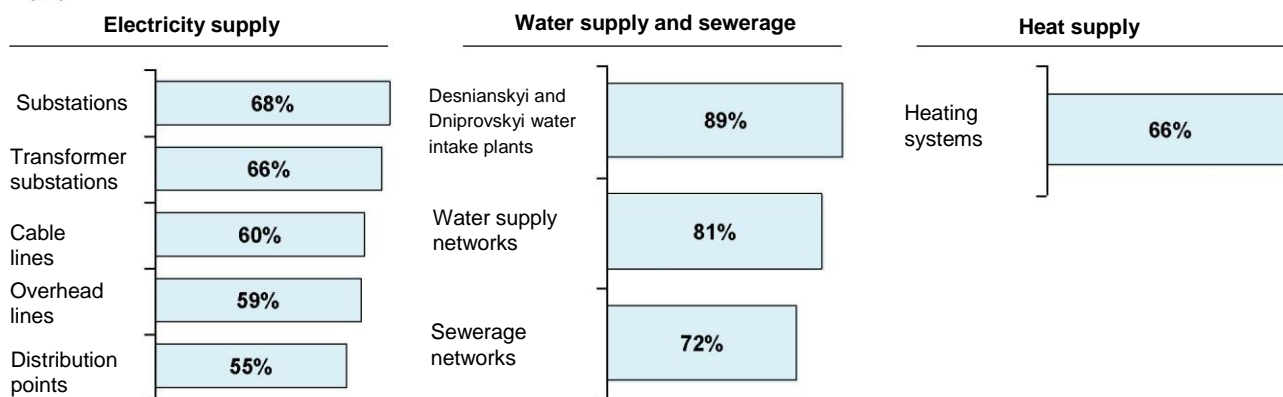 Electricity supply
Substations
68%
Transformer
substations
66%
Cable
lines
60%
Overhead
lines
59%
Distribution
points
55%
Water supply and sewerage
Desnianskyi and
Dniprovskyi water
intake plants
89%
Water supply
networks
81%
Sewerage
networks
72%
Heat supply
Heating
systems
66%